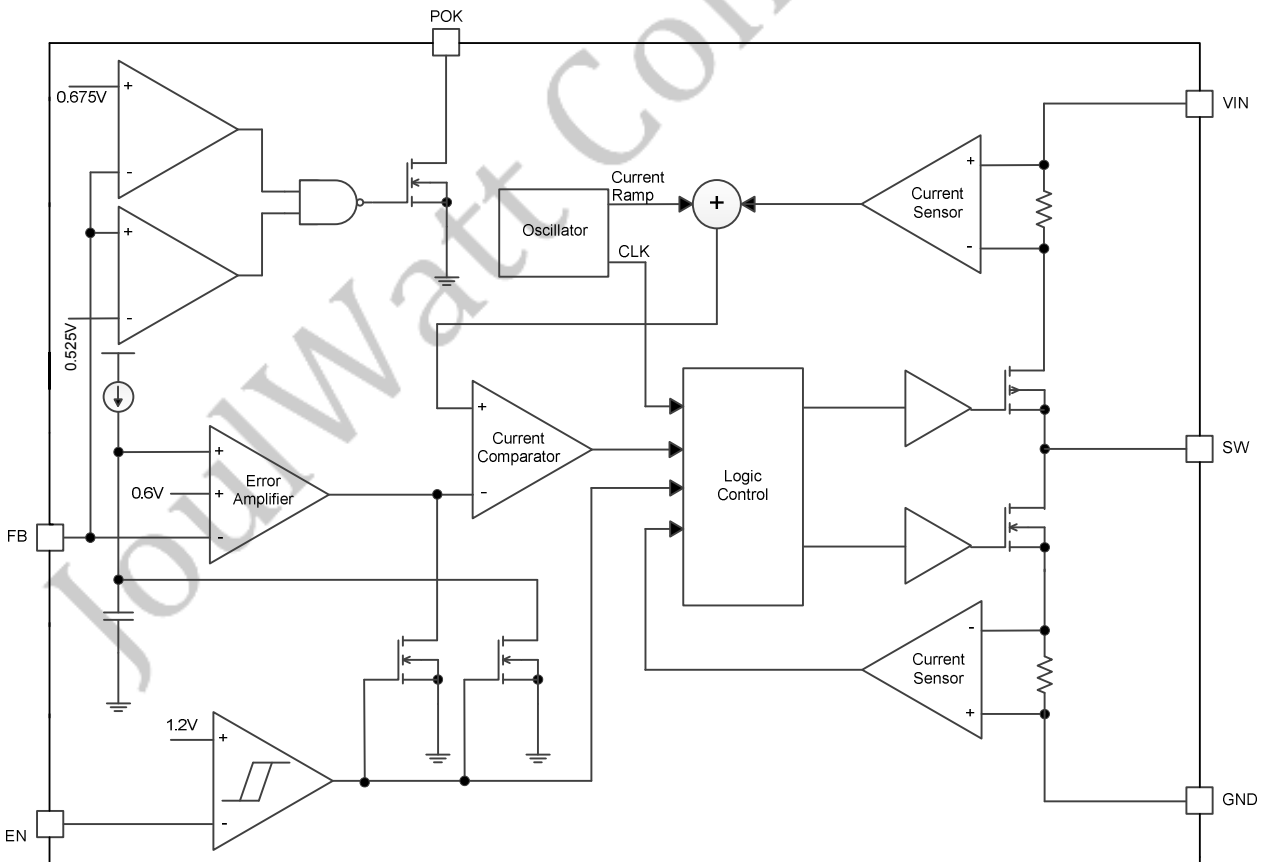 POK
0.675V
+
-
VIN
+
Current
Sensor
-
Current
Ramp
+
Oscillator
CLK
+
-
0.525V
+
Current
Comparator
-
SW
+
Error
Amplifier
0.6V
+
-
Logic
Control
FB
-
Current
Sensor
+
1.2V
+
-
GND
EN
JoulWatt Con